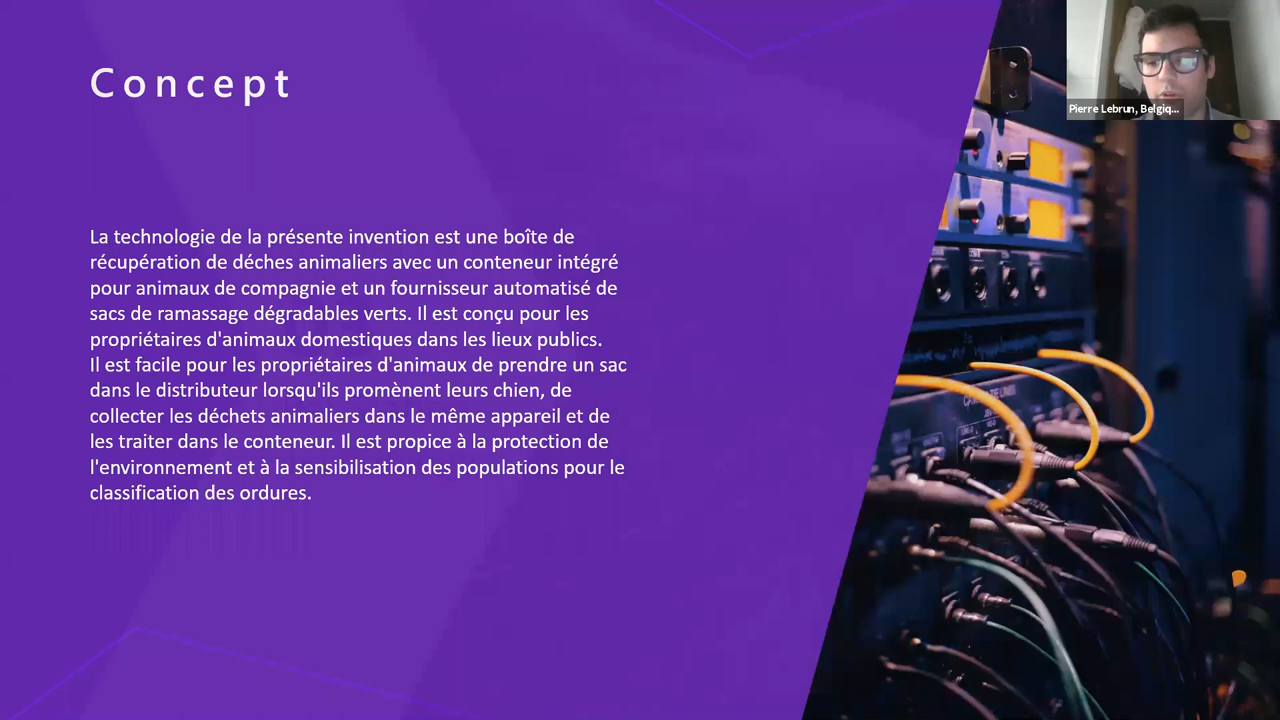 Concept
Pierre Lebrun, Belgiq...
La technologie de la présente invention est une boîte de
récupération de déches animaliers avec un conteneur intégré
pour animaux de compagnie et un fournisseur automatisé de
sacs de ramassage dégradables verts. Il est conçu pour les
propriétaires d'animaux domestiques dans les lieux publics.
Il est facile pour les propriétaires d'animaux de prendre un sac
dans le distributeur lorsqu'ils promènent leurs chien, de
collecter les déchets animaliers dans le même appareil et de
les traiter dans le conteneur. Il est propice à la protection de
l'environnement et à la sensibilisation des populations pour le
classification des ordures.